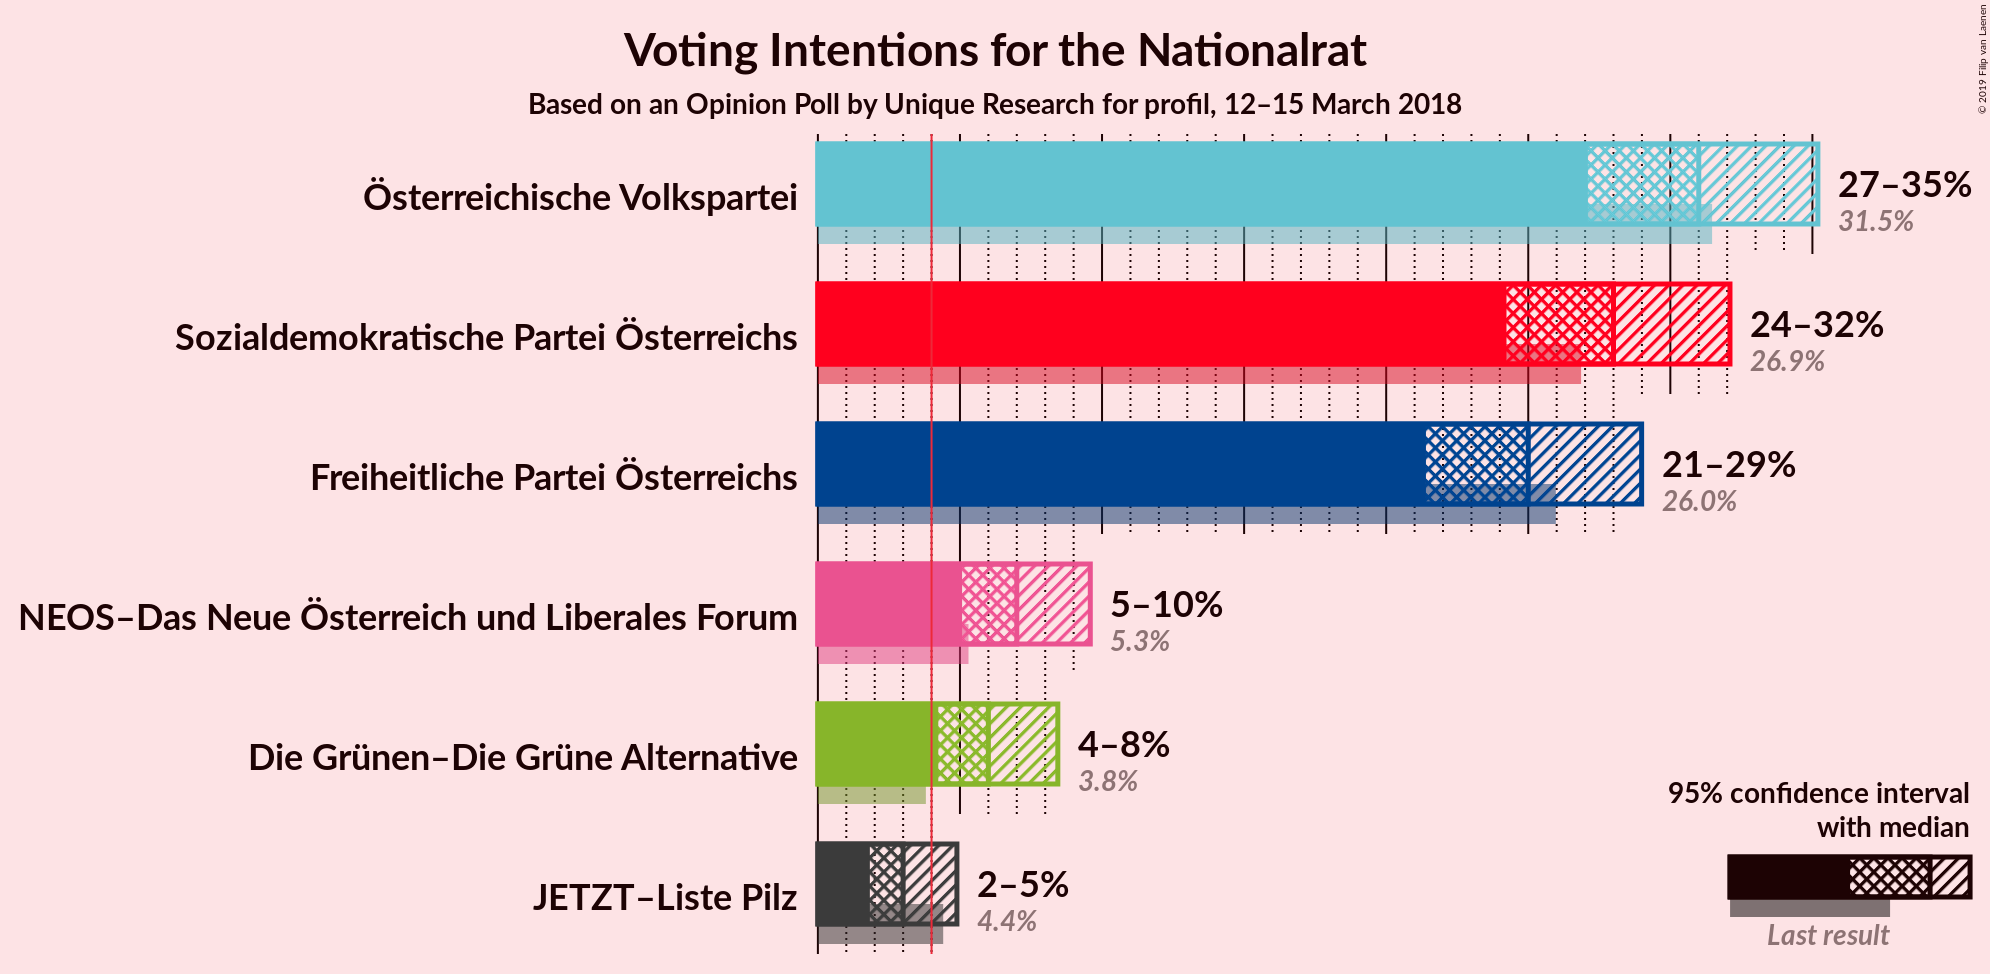 Voting Intentions for the Nationalrat
Based on an Opinion Poll by Unique Research for profil, 12–15 March 2018
© 2019 Filip van Laenen
Österreichische Volkspartei
27–35%
31.5%
Sozialdemokratische Partei Österreichs
24–32%
26.9%
Freiheitliche Partei Österreichs
21–29%
26.0%
NEOS–Das Neue Österreich und Liberales Forum
5–10%
5.3%
Die Grünen–Die Grüne Alternative
4–8%
3.8%
JETZT–Liste Pilz
2–5%
4.4%
95% confidence interval
with median
Last result